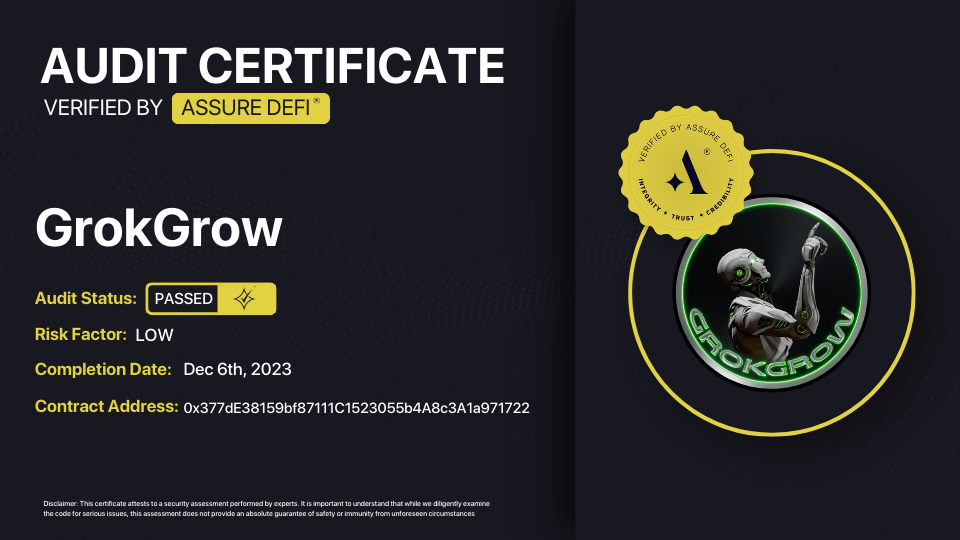 AUDIT CERTIFICATE
VERIFIED BY ASSURE DEFI®
GrokGrow
Audit Status: PASSED
Risk Factor: LOW
Completion Date: Dec 6th, 2023
Contract Address: 0x377dE38159bf87111C1523055b4A8c3A1a971722
Disclaimer: This certificate attests to a security assessment performed by experts. It is important to understand that while we diligently examine
the code for serious issues, this assessment does not provide an absolute guarantee of safety or immunity from unforeseen circumstances
VERIFIED BY ASSURE DEFI
®
INTEGRITY ✦ TRUST ✦ CREDIBILITY
GROKGROW